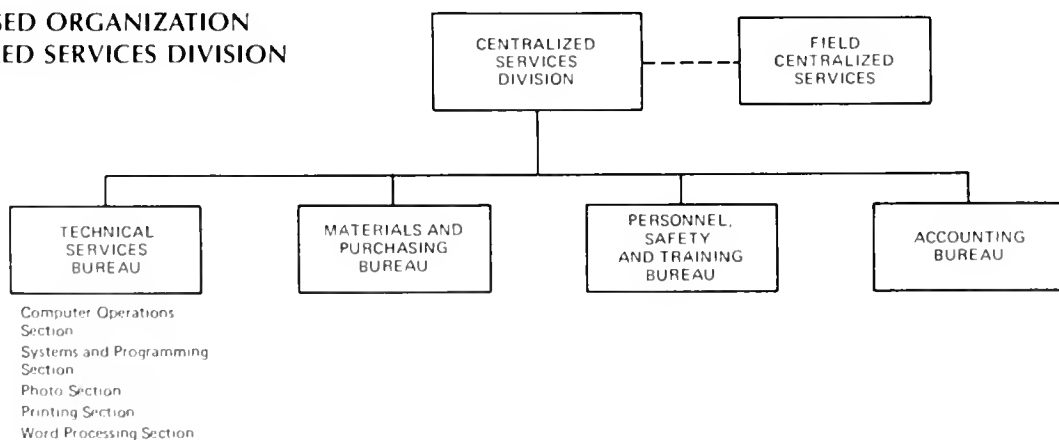 SED ORGANIZATION
ED SERVICES DIVISION
CENTRALIZED
SERVICES
DIVISION
FIELD
CENTRALIZED
SERVICES
TECHNICAL
SERVICES
BUREAU
MATERIALS AND
PURCHASING
BUREAU
PERSONNEL,
SAFETY
AND TRAINING
BUREAU
ACCOUNTING
BUREAU
Computer Operations
Section
Systems and Programming
Section
Photo Section
Printing Section
Word Processing Section